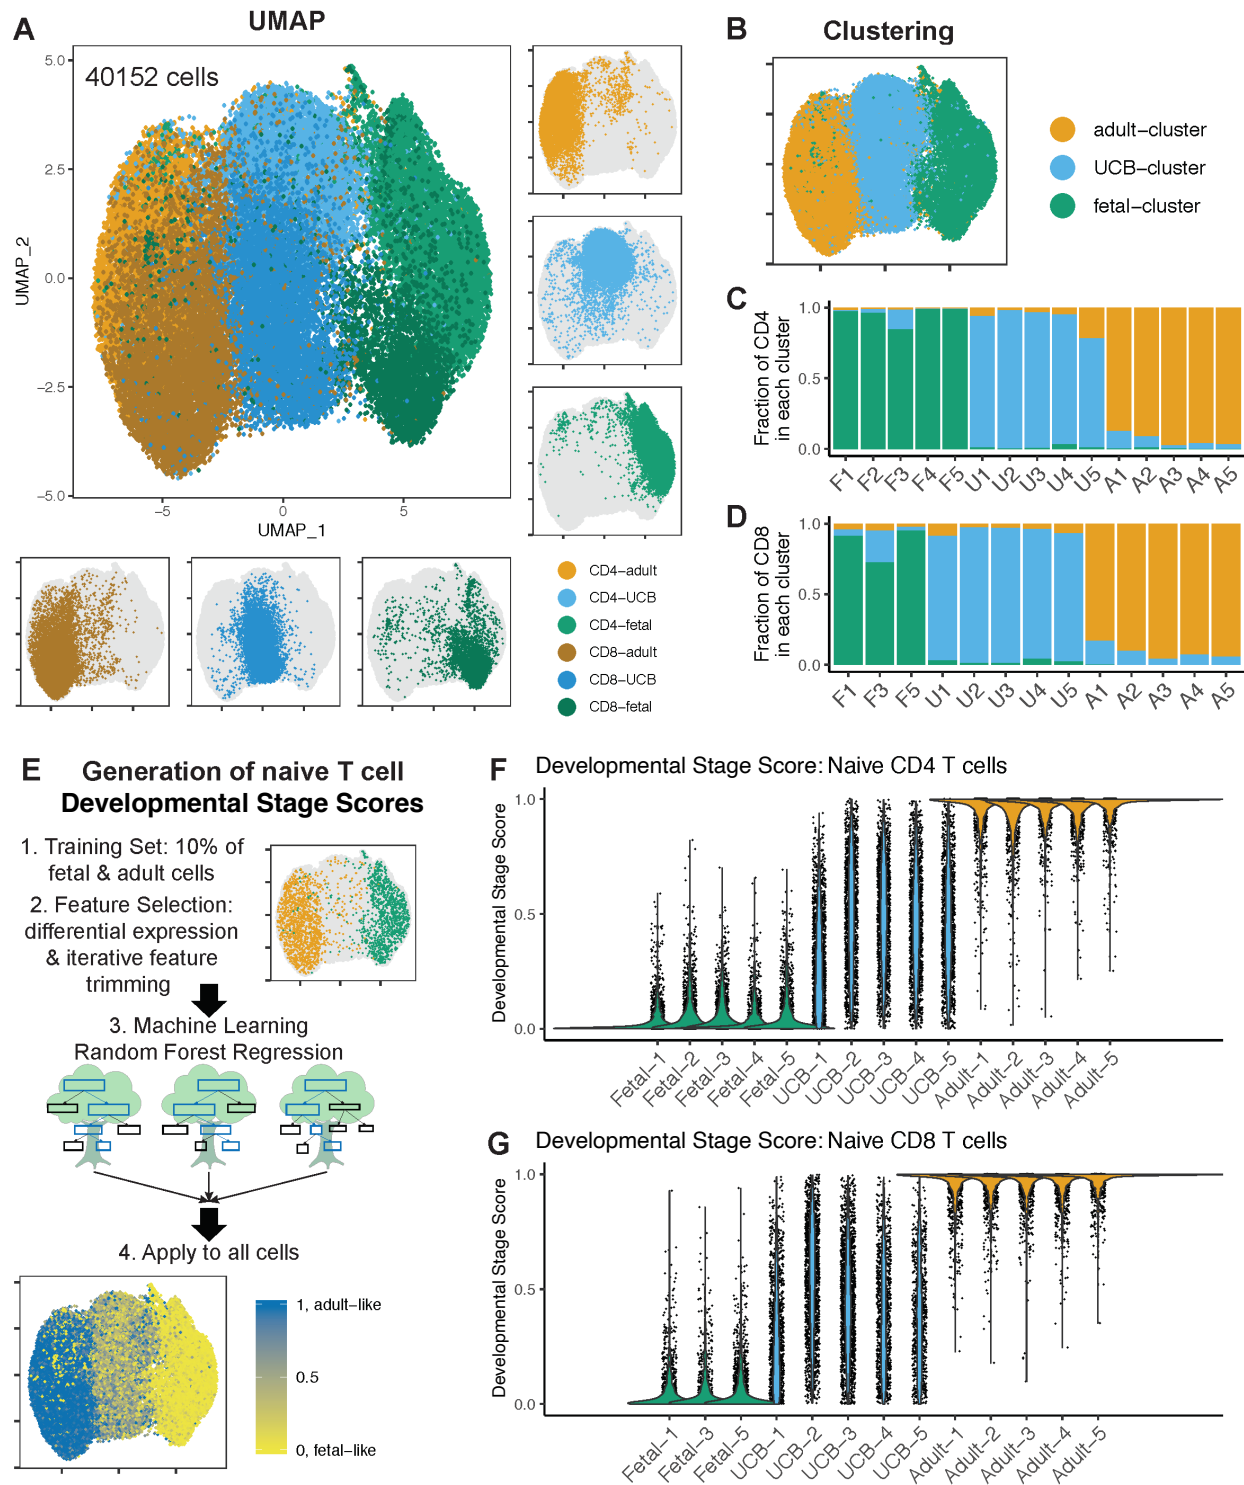 A
UMAP
40152 cells
5.0
2.5
0.0
−2.5
−5.0
UMAP_2
−5
0
5
UMAP_1
CD4−adult
CD4−UCB
CD4−fetal
CD8−adult
CD8−UCB
CD8−fetal
B
Clustering
adult−cluster
UCB−cluster
fetal−cluster
C
Fraction of CD4
in each cluster
1.0
0.5
0.0
F1
F2
F3
F4
F5
U1
U2
U3
U4
U5
A1
A2
A3
A4
A5
D
Fraction of CD8
in each cluster
1.0
0.5
0.0
F1
F3
F5
U1
U2
U3
U4
U5
A1
A2
A3
A4
A5
E
Generation of naive T cell
Developmental Stage Scores
1. Training Set: 10% of
fetal & adult cells
2. Feature Selection:
differential expression
& iterative feature
trimming
3. Machine Learning
Random Forest Regression
4. Apply to all cells
1, adult-like
0.5
0, fetal-like
F
Developmental Stage Score: Naive CD4 T cells
Developmental Stage Score
1.0
0.5
0.0
Fetal−1
Fetal−2
Fetal−3
Fetal−4
Fetal−5
UCB−1
UCB−2
UCB−3
UCB−4
UCB−5
Adult−1
Adult−2
Adult−3
Adult−4
Adult−5
G
Developmental Stage Score: Naive CD8 T cells
Developmental Stage Score
1.0
0.5
0.0
Fetal−1
Fetal−3
Fetal−5
UCB−1
UCB−2
UCB−3
UCB−4
UCB−5
Adult−1
Adult−2
Adult−3
Adult−4
Adult−5